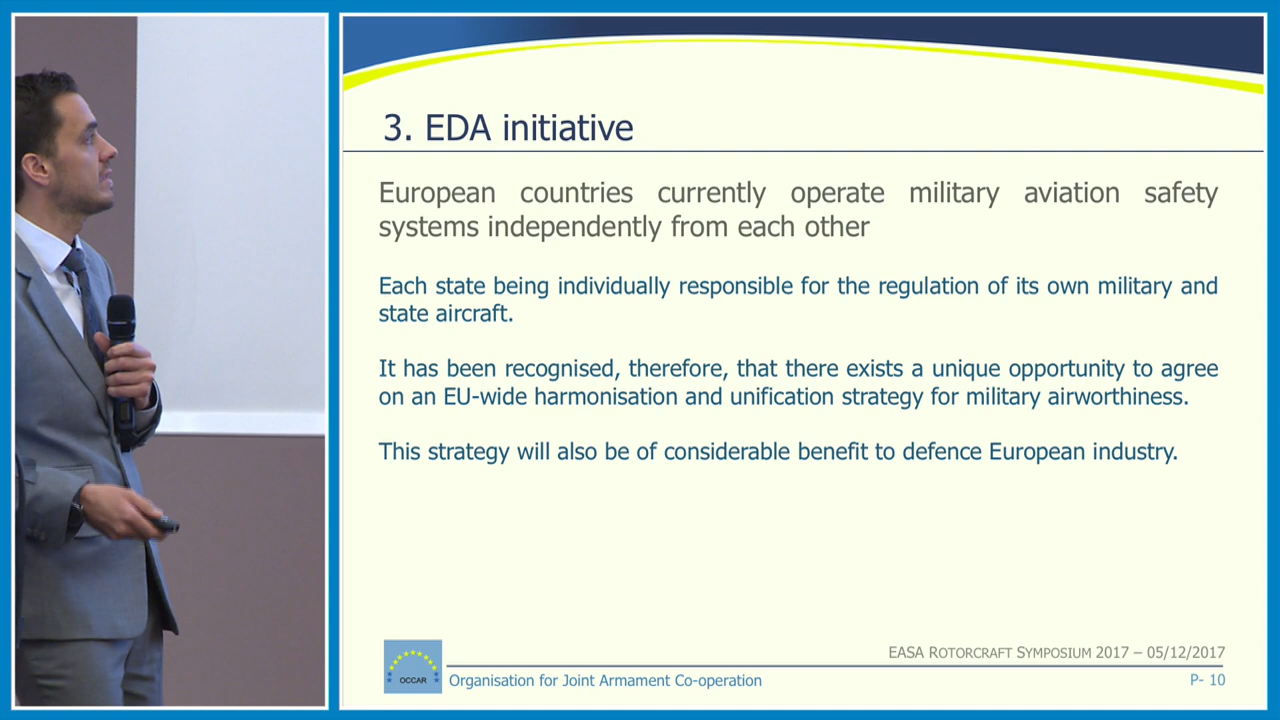 3. EDA initiative
European countries currently operate military aviation safety
systems independently from each other
Each state being individually responsible for the regulation of its own military and
state aircraft.
It has been recognised, therefore, that there exists a unique opportunity to agree
on an EU-wide harmonisation and unification strategy for military airworthiness.
This strategy will also be of considerable benefit to defence European industry.
EASA ROTORCRAFT SYMPOSIUM 2017 – 05/12/2017
OCCAR
Organisation for Joint Armament Co-operation
P- 10